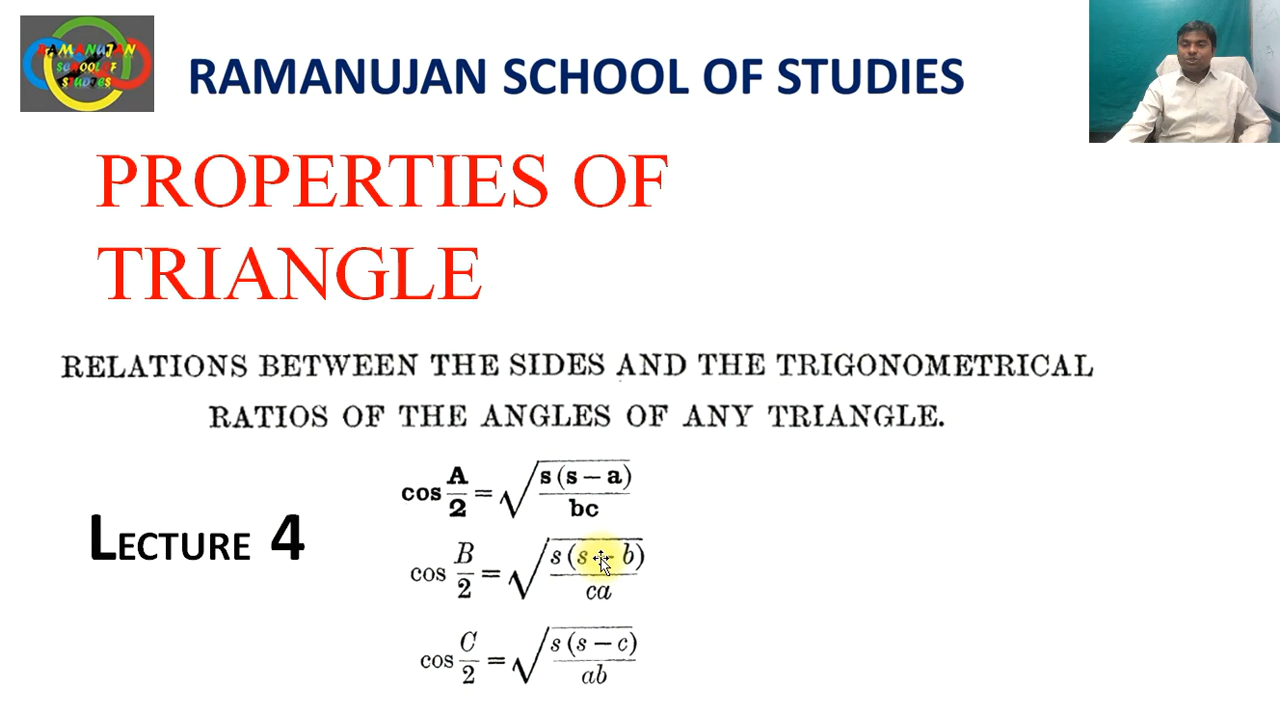 RAMANUJAN
SCHOOL OF
STUDIES
RAMANUJAN SCHOOL OF STUDIES
PROPERTIES OF
TRIANGLE
RELATIONS BETWEEN THE SIDES AND THE TRIGONOMETRICAL
RATIOS OF THE ANGLES OF ANY TRIANGLE.
cos A/2 = √(s (s – a)/bc)
LECTURE 4
cos B/2 = √(s (s – b)/ca)
cos C/2 = √(s (s – c)/ab)